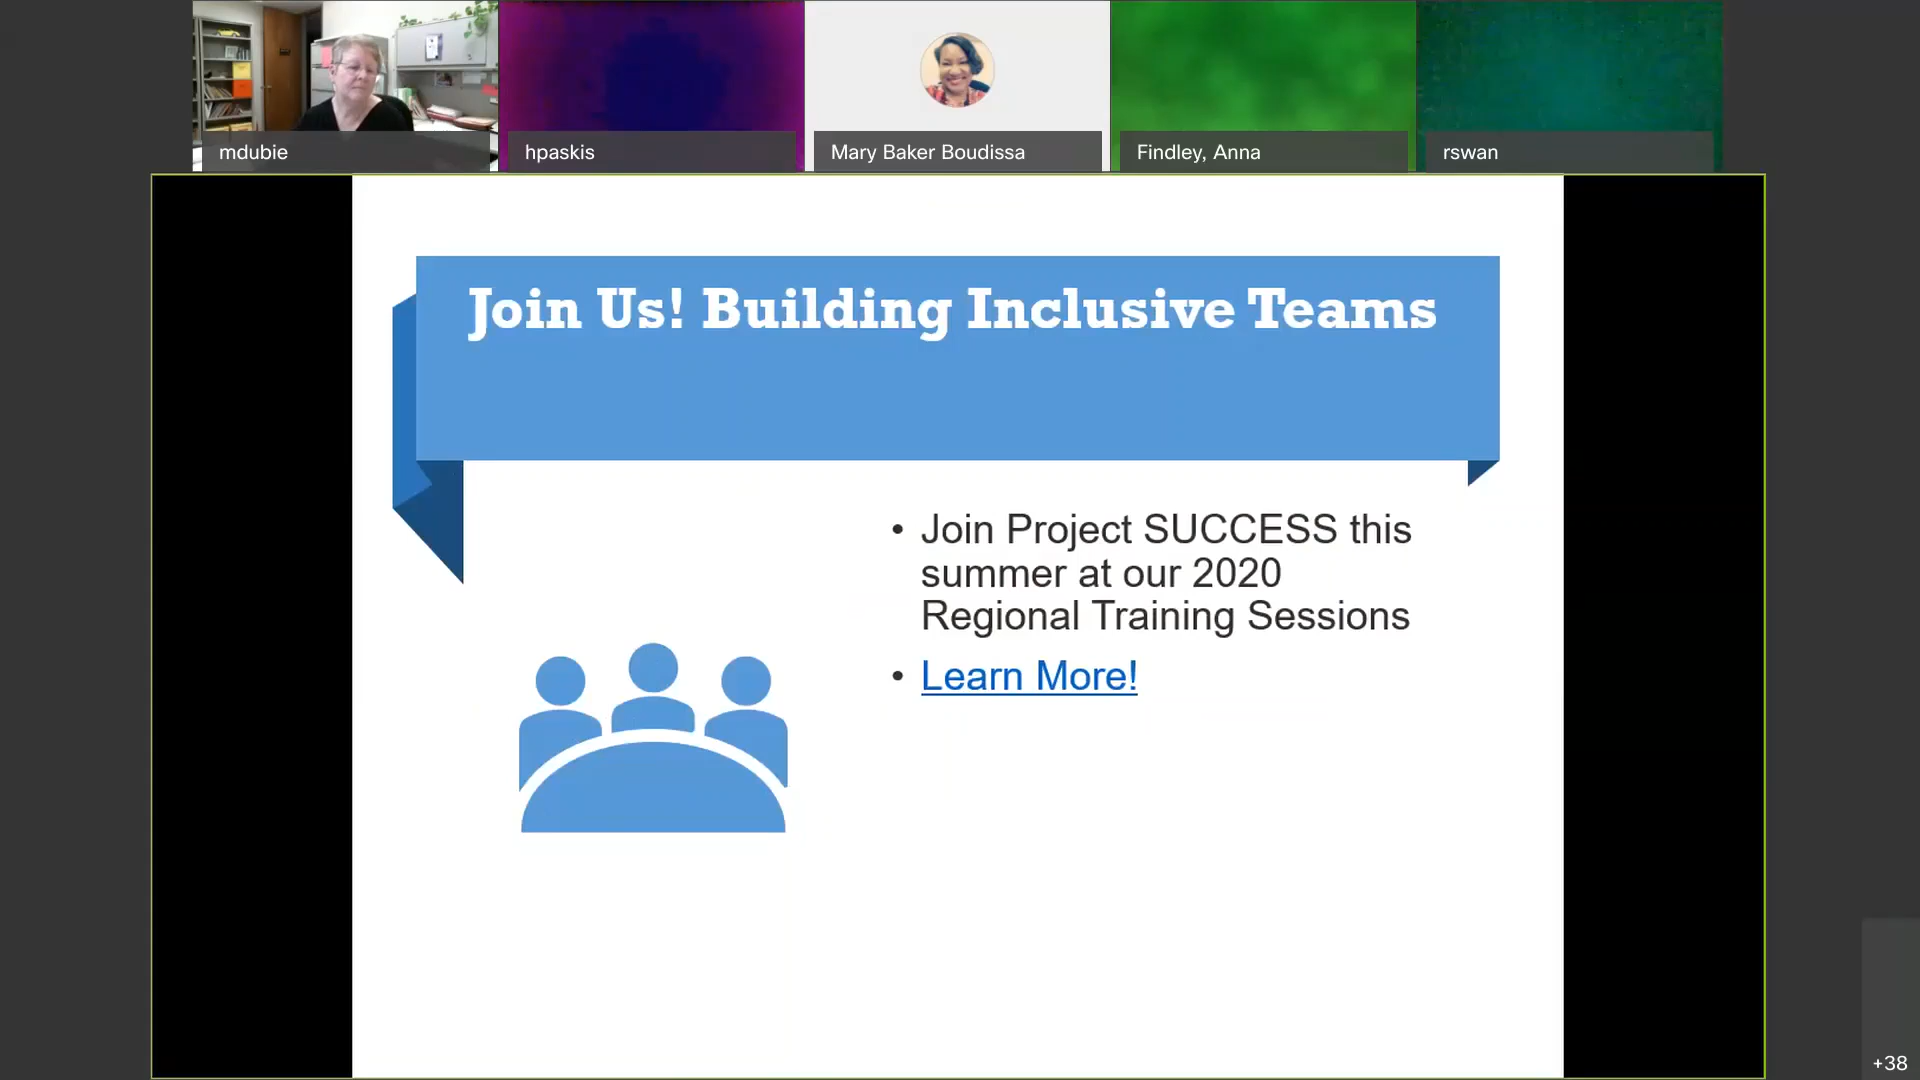 mdubie
hpaskis
Mary Baker Boudissa
Findley, Anna
rswan
Join Us! Building Inclusive Teams
• Join Project SUCCESS this
summer at our 2020
Regional Training Sessions
• Learn More!
+38